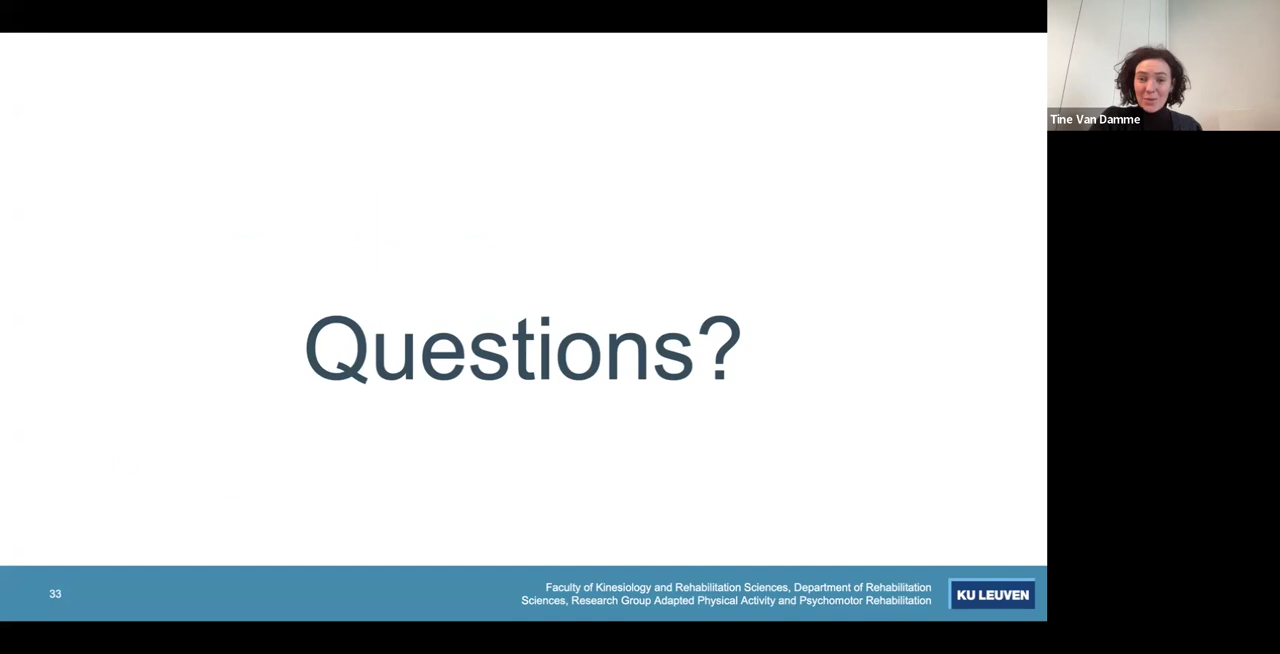 Tine Van Damme
Questions?
33
Faculty of Kinesiology and Rehabilitation Sciences, Department of Rehabilitation
Sciences, Research Group Adapted Physical Activity and Psychomotor Rehabilitation
KU LEUVEN